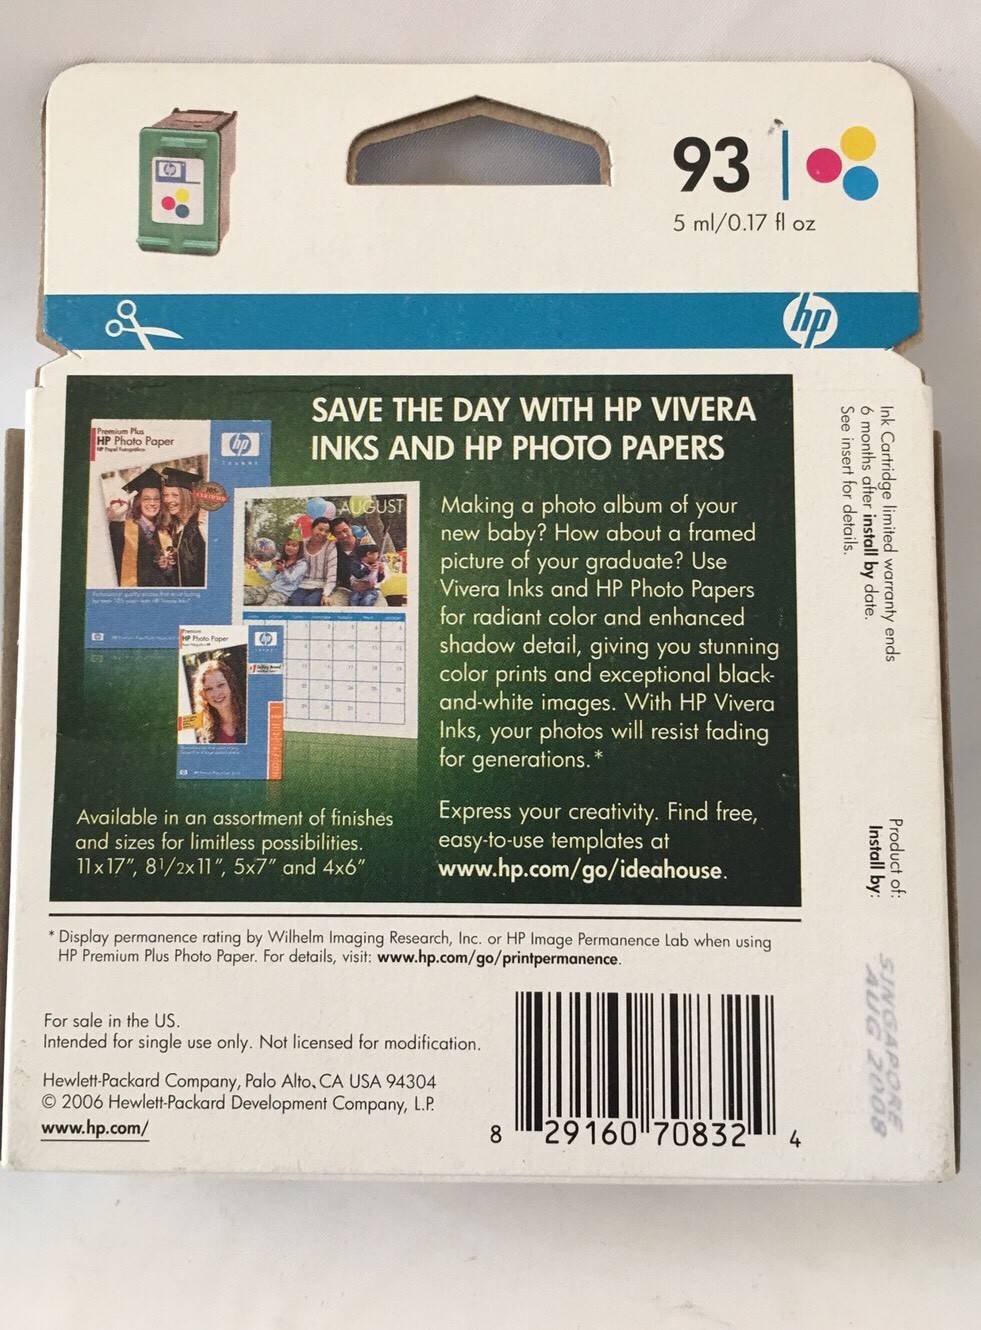 93
5 ml/0.17 fl oz
hp
SAVE THE DAY WITH HP VIVERA
INKS AND HP PHOTO PAPERS
Premium Plus
HP Photo Paper
HP Papel Fotográfico
hp
AUGUST
Premium
HP Photo Paper
hp
Making a photo album of your
new baby? How about a framed
picture of your graduate? Use
Vivera Inks and HP Photo Papers
for radiant color and enhanced
shadow detail, giving you stunning
color prints and exceptional black-
and-white images. With HP Vivera
Inks, your photos will resist fading
for generations.*
Available in an assortment of finishes
and sizes for limitless possibilities.
11x17”, 81/2x11”, 5x7” and 4x6”
Express your creativity. Find free,
easy-to-use templates at
www.hp.com/go/ideahouse.
* Display permanence rating by Wilhelm Imaging Research, Inc. or HP Image Permanence Lab when using
HP Premium Plus Photo Paper. For details, visit: www.hp.com/go/printpermanence.
For sale in the US.
Intended for single use only. Not licensed for modification.
Hewlett-Packard Company, Palo Alto, CA USA 94304
© 2006 Hewlett-Packard Development Company, L.P.
www.hp.com/
8 29160 70832 4
Ink Cartridge limited warranty ends
6 months after install by date.
See insert for details.
Product of:
Install by:
SINGAPORE
AUG 2008